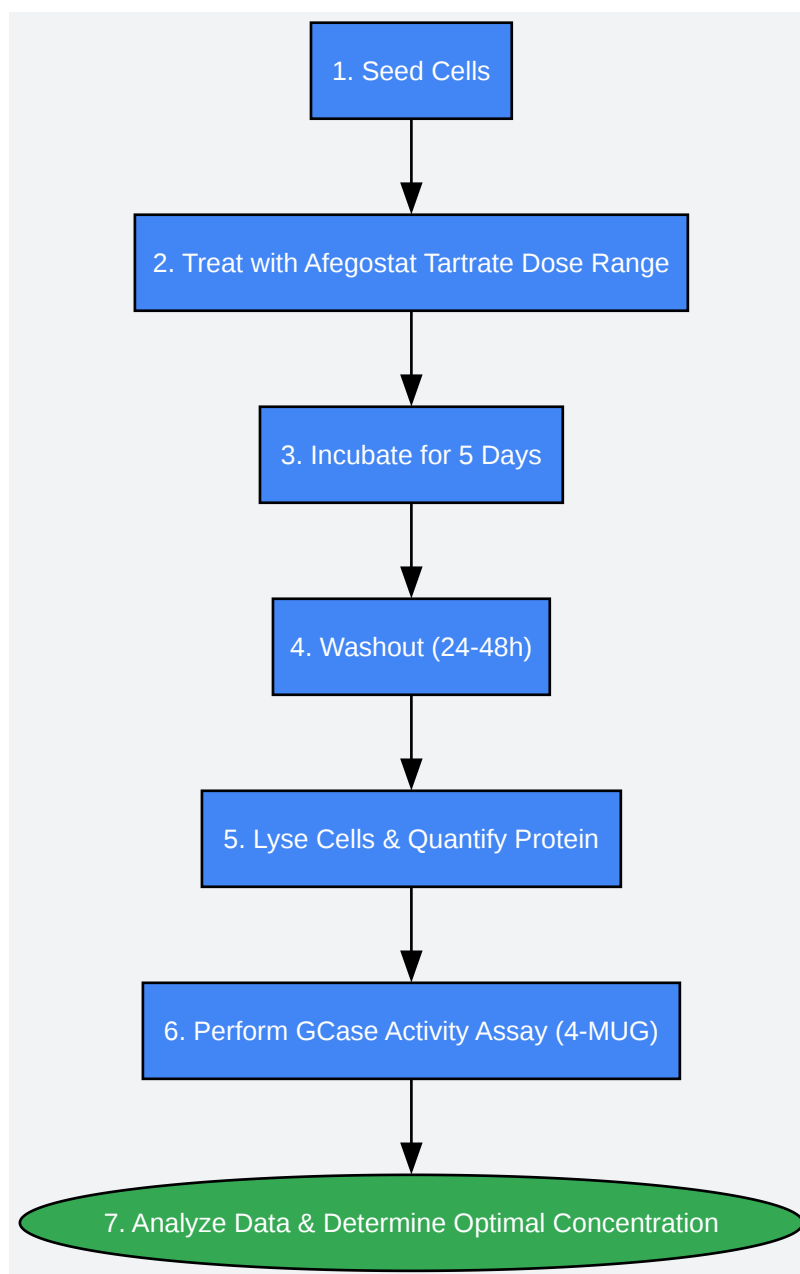 1. Seed Cells
2. Treat with Afegostat Tartrate Dose Range
3. Incubate for 5 Days
4. Washout (24-48h)
5. Lyse Cells & Quantify Protein
6. Perform GCase Activity Assay (4-MUG)
7. Analyze Data & Determine Optimal Concentration